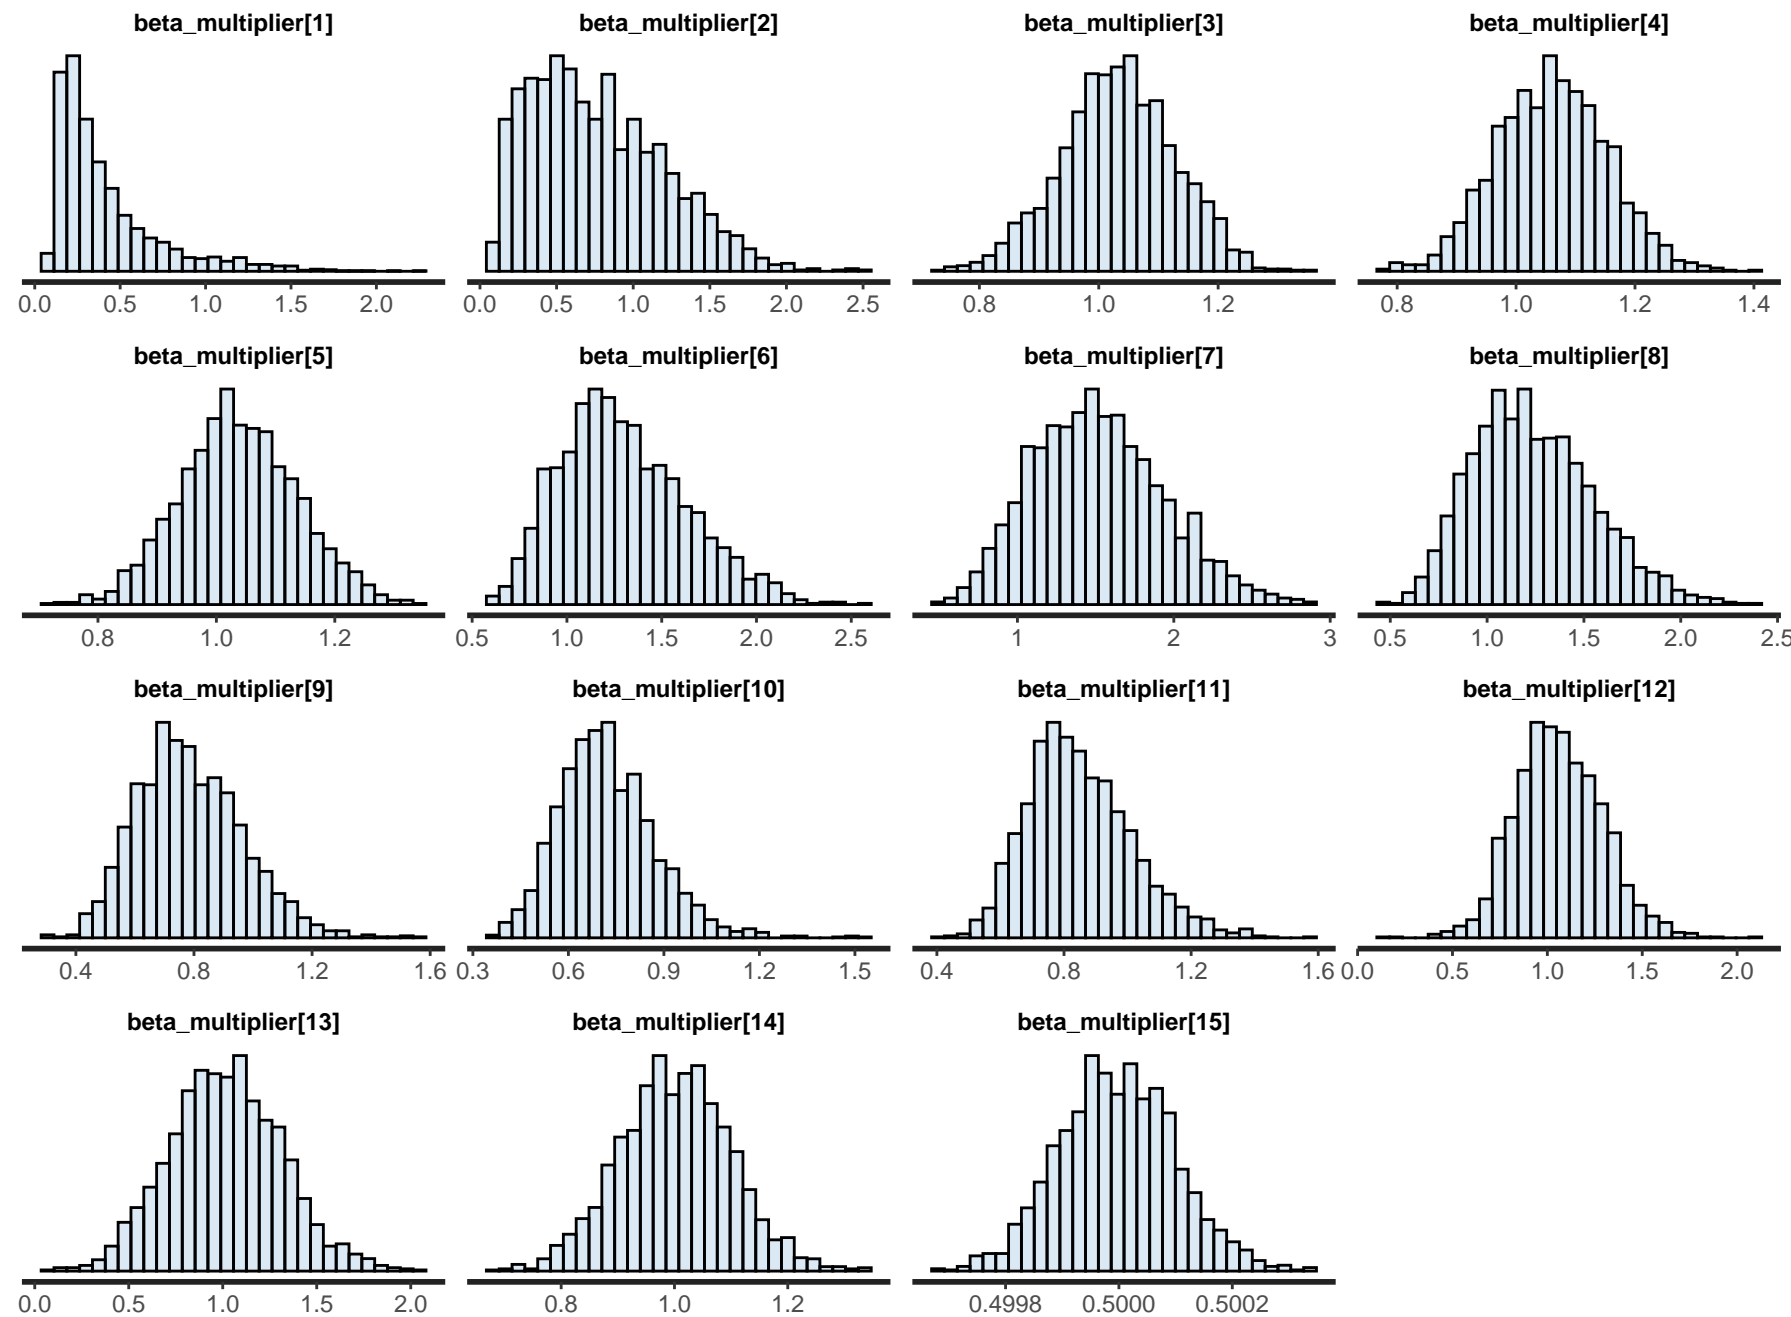 beta_multiplier[1] beta_multiplier[2] beta_multiplier[3] beta_multiplier[4]
0.0 0.5 1.0 1.5 2.0 0.0 0.5 1.0 1.5 2.0 2.5 0.8 1.0 1.2 0.8 1.0 1.2 1.4
beta_multiplier[5] beta_multiplier[6] beta_multiplier[7] beta_multiplier[8]
0.8 1.0 1.2 0.5 1.0 1.5 2.0 2.5 1 2 3 0.5 1.0 1.5 2.0 2.5
beta_multiplier[9] beta_multiplier[10] beta_multiplier[11] beta_multiplier[12]
0.4 0.8 1.2 1.6 0.3 0.6 0.9 1.2 1.5 0.4 0.8 1.2 1.6 0.0 0.5 1.0 1.5 2.0
beta_multiplier[13] beta_multiplier[14] beta_multiplier[15]
0.0 0.5 1.0 1.5 2.0 0.8 1.0 1.2 0.4998 0.5000 0.5002